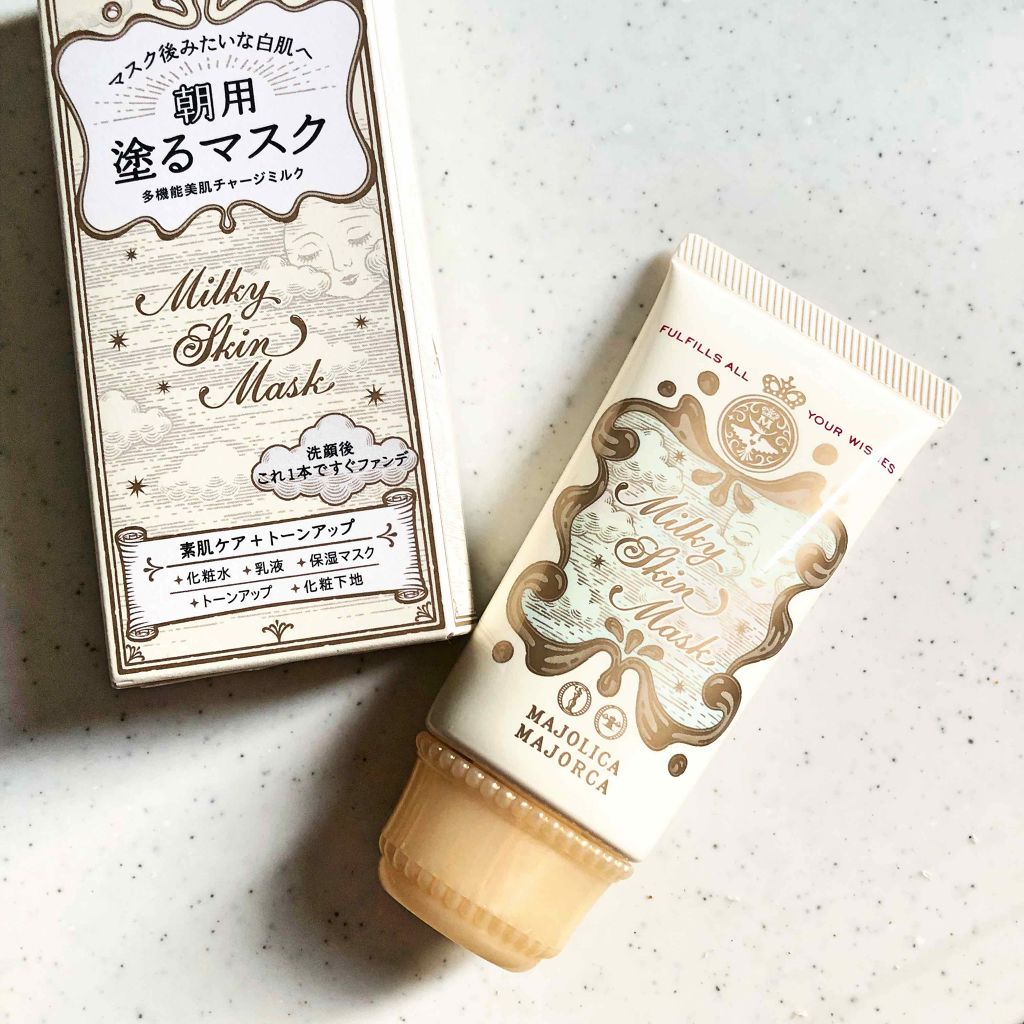 マスク後みたいな白肌へ
朝用
塗るマスク
多機能美肌チャージミルク
Milky
Skin
Mask
洗顔後
これ1本ですぐファンデ
素肌ケア+トーンアップ
+化粧水 +乳液 +保湿マスク
+トーンアップ +化粧下地
FULFILLS ALL YOUR WISHES
M
Milky
Skin
Mask
MAJOLICA
MAJORCA